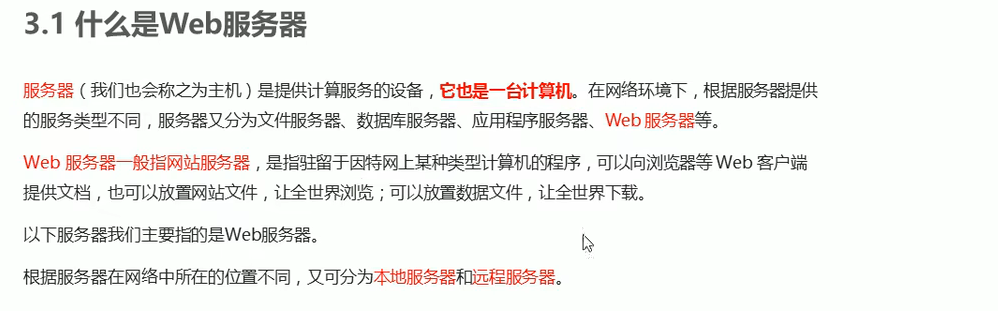 3.1 什么是Web服务器
服务器（我们也会称之为主机）是提供计算服务的设备，它也是一台计算机。在网络环境下，根据服务器提供
的服务类型不同，服务器又分为文件服务器、数据库服务器、应用程序服务器、Web 服务器等。
Web 服务器一般指网站服务器，是指驻留于因特网上某种类型计算机的程序，可以向浏览器等 Web 客户端
提供文档，也可以放置网站文件，让全世界浏览；可以放置数据文件，让全世界下载。
以下服务器我们主要指的是Web服务器。
根据服务器在网络中所在的位置不同，又可分为本地服务器和远程服务器。